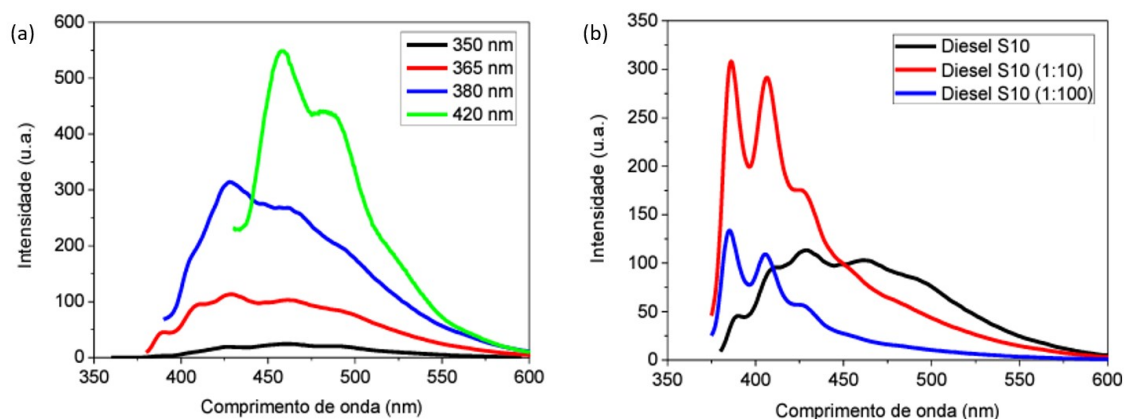 (a)
600
500
400
300
200
100
0
Intensidade (u.a.)
350 nm
365 nm
380 nm
420 nm
350
400
450
500
550
600
Comprimento de onda (nm)
(b)
350
300
250
200
150
100
50
0
Intensidade (u.a.)
Diesel S10
Diesel S10 (1:10)
Diesel S10 (1:100)
350
400
450
500
550
600
Comprimento de onda (nm)